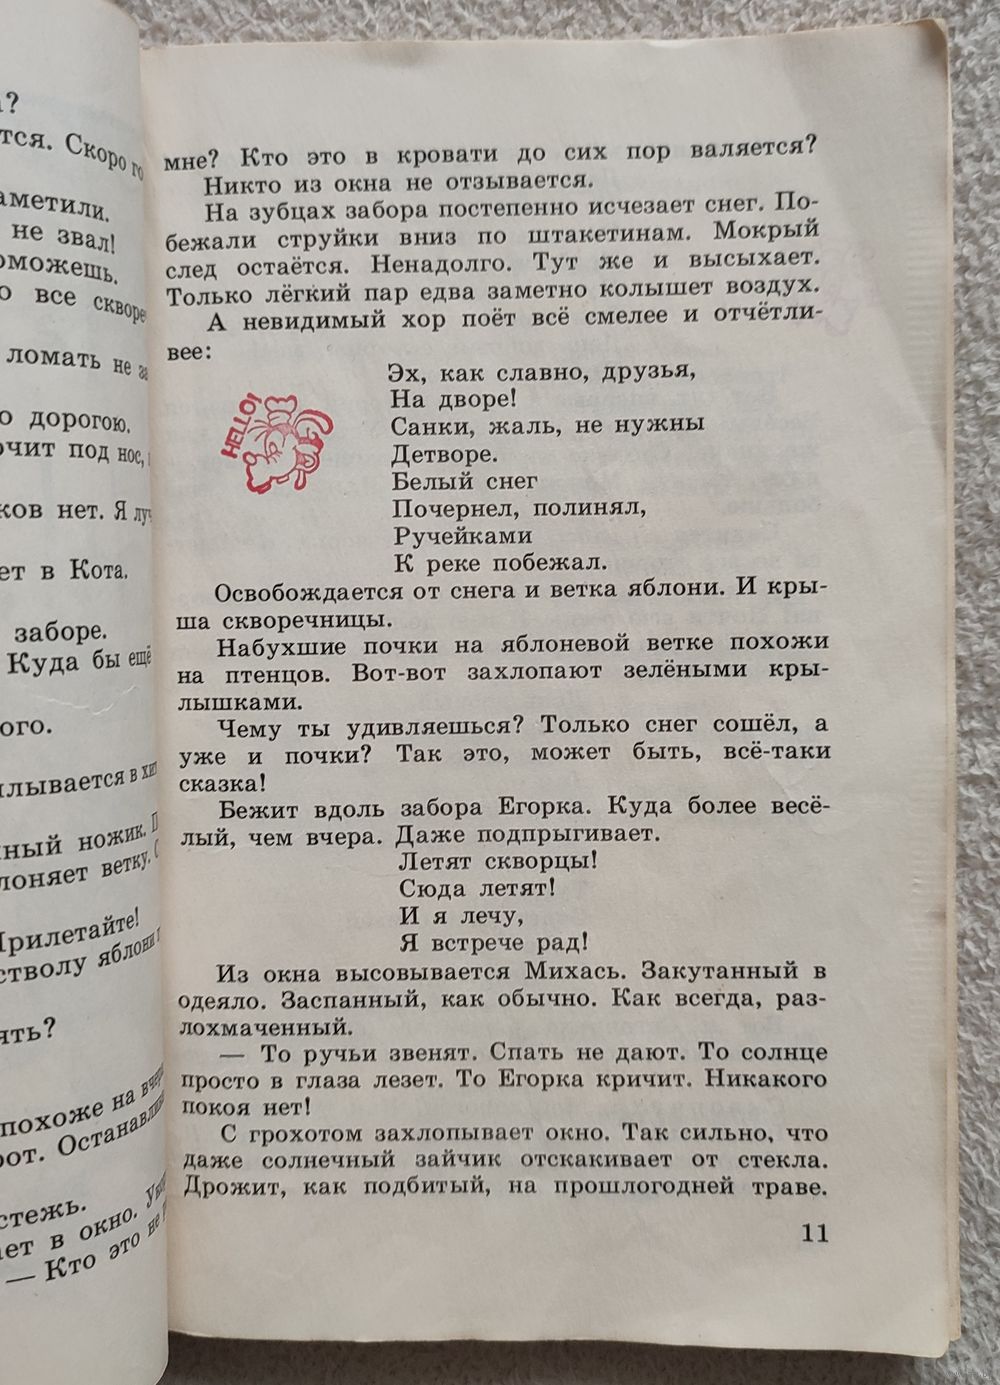 а?
тся. Скоро го
аметили.
не звал!
оможешь.
о все скворе
ломать не за
о дорогою.
очит под нос,
ков нет. Я луч
ет в Кота.
заборе.
Куда бы ещё
ого.
лывается в хит
ный ножик.
лоняет ветку.
Прилетайте!
стволу яблони
ять?
похоже на вчера
рот. Останавлив
стежь.
ает в окно.
— Кто это не
мне? Кто это в кровати до сих пор валяется?
Никто из окна не отзывается.
На зубцах забора постепенно исчезает снег. По-
бежали струйки вниз по штакетинам. Мокрый
след остаётся. Ненадолго. Тут же и высыхает.
Только лёгкий пар едва заметно колышет воздух.
А невидимый хор поёт всё смелее и отчётли-
вее:
HELLO!
Эх, как славно, друзья,
На дворе!
Санки, жаль, не нужны
Детворе.
Белый снег
Почернел, полинял,
Ручейками
К реке побежал.
Освобождается от снега и ветка яблони. И кры-
ша скворечницы.
Набухшие почки на яблоневой ветке похожи
на птенцов. Вот-вот захлопают зелёными кры-
лышками.
Чему ты удивляешься? Только снег сошёл, а
уже и почки? Так это, может быть, всё-таки
сказка!
Бежит вдоль забора Егорка. Куда более весё-
лый, чем вчера. Даже подпрыгивает.
Летят скворцы!
Сюда летят!
И я лечу,
Я встрече рад!
Из окна высовывается Михась. Закутанный в
одеяло. Заспанный, как обычно. Как всегда, раз-
лохмаченный.
— То ручьи звенят. Спать не дают. То солнце
просто в глаза лезет. То Егорка кричит. Никакого
покоя нет!
С грохотом захлопывает окно. Так сильно, что
даже солнечный зайчик отскакивает от стекла.
Дрожит, как подбитый, на прошлогодней траве.
11